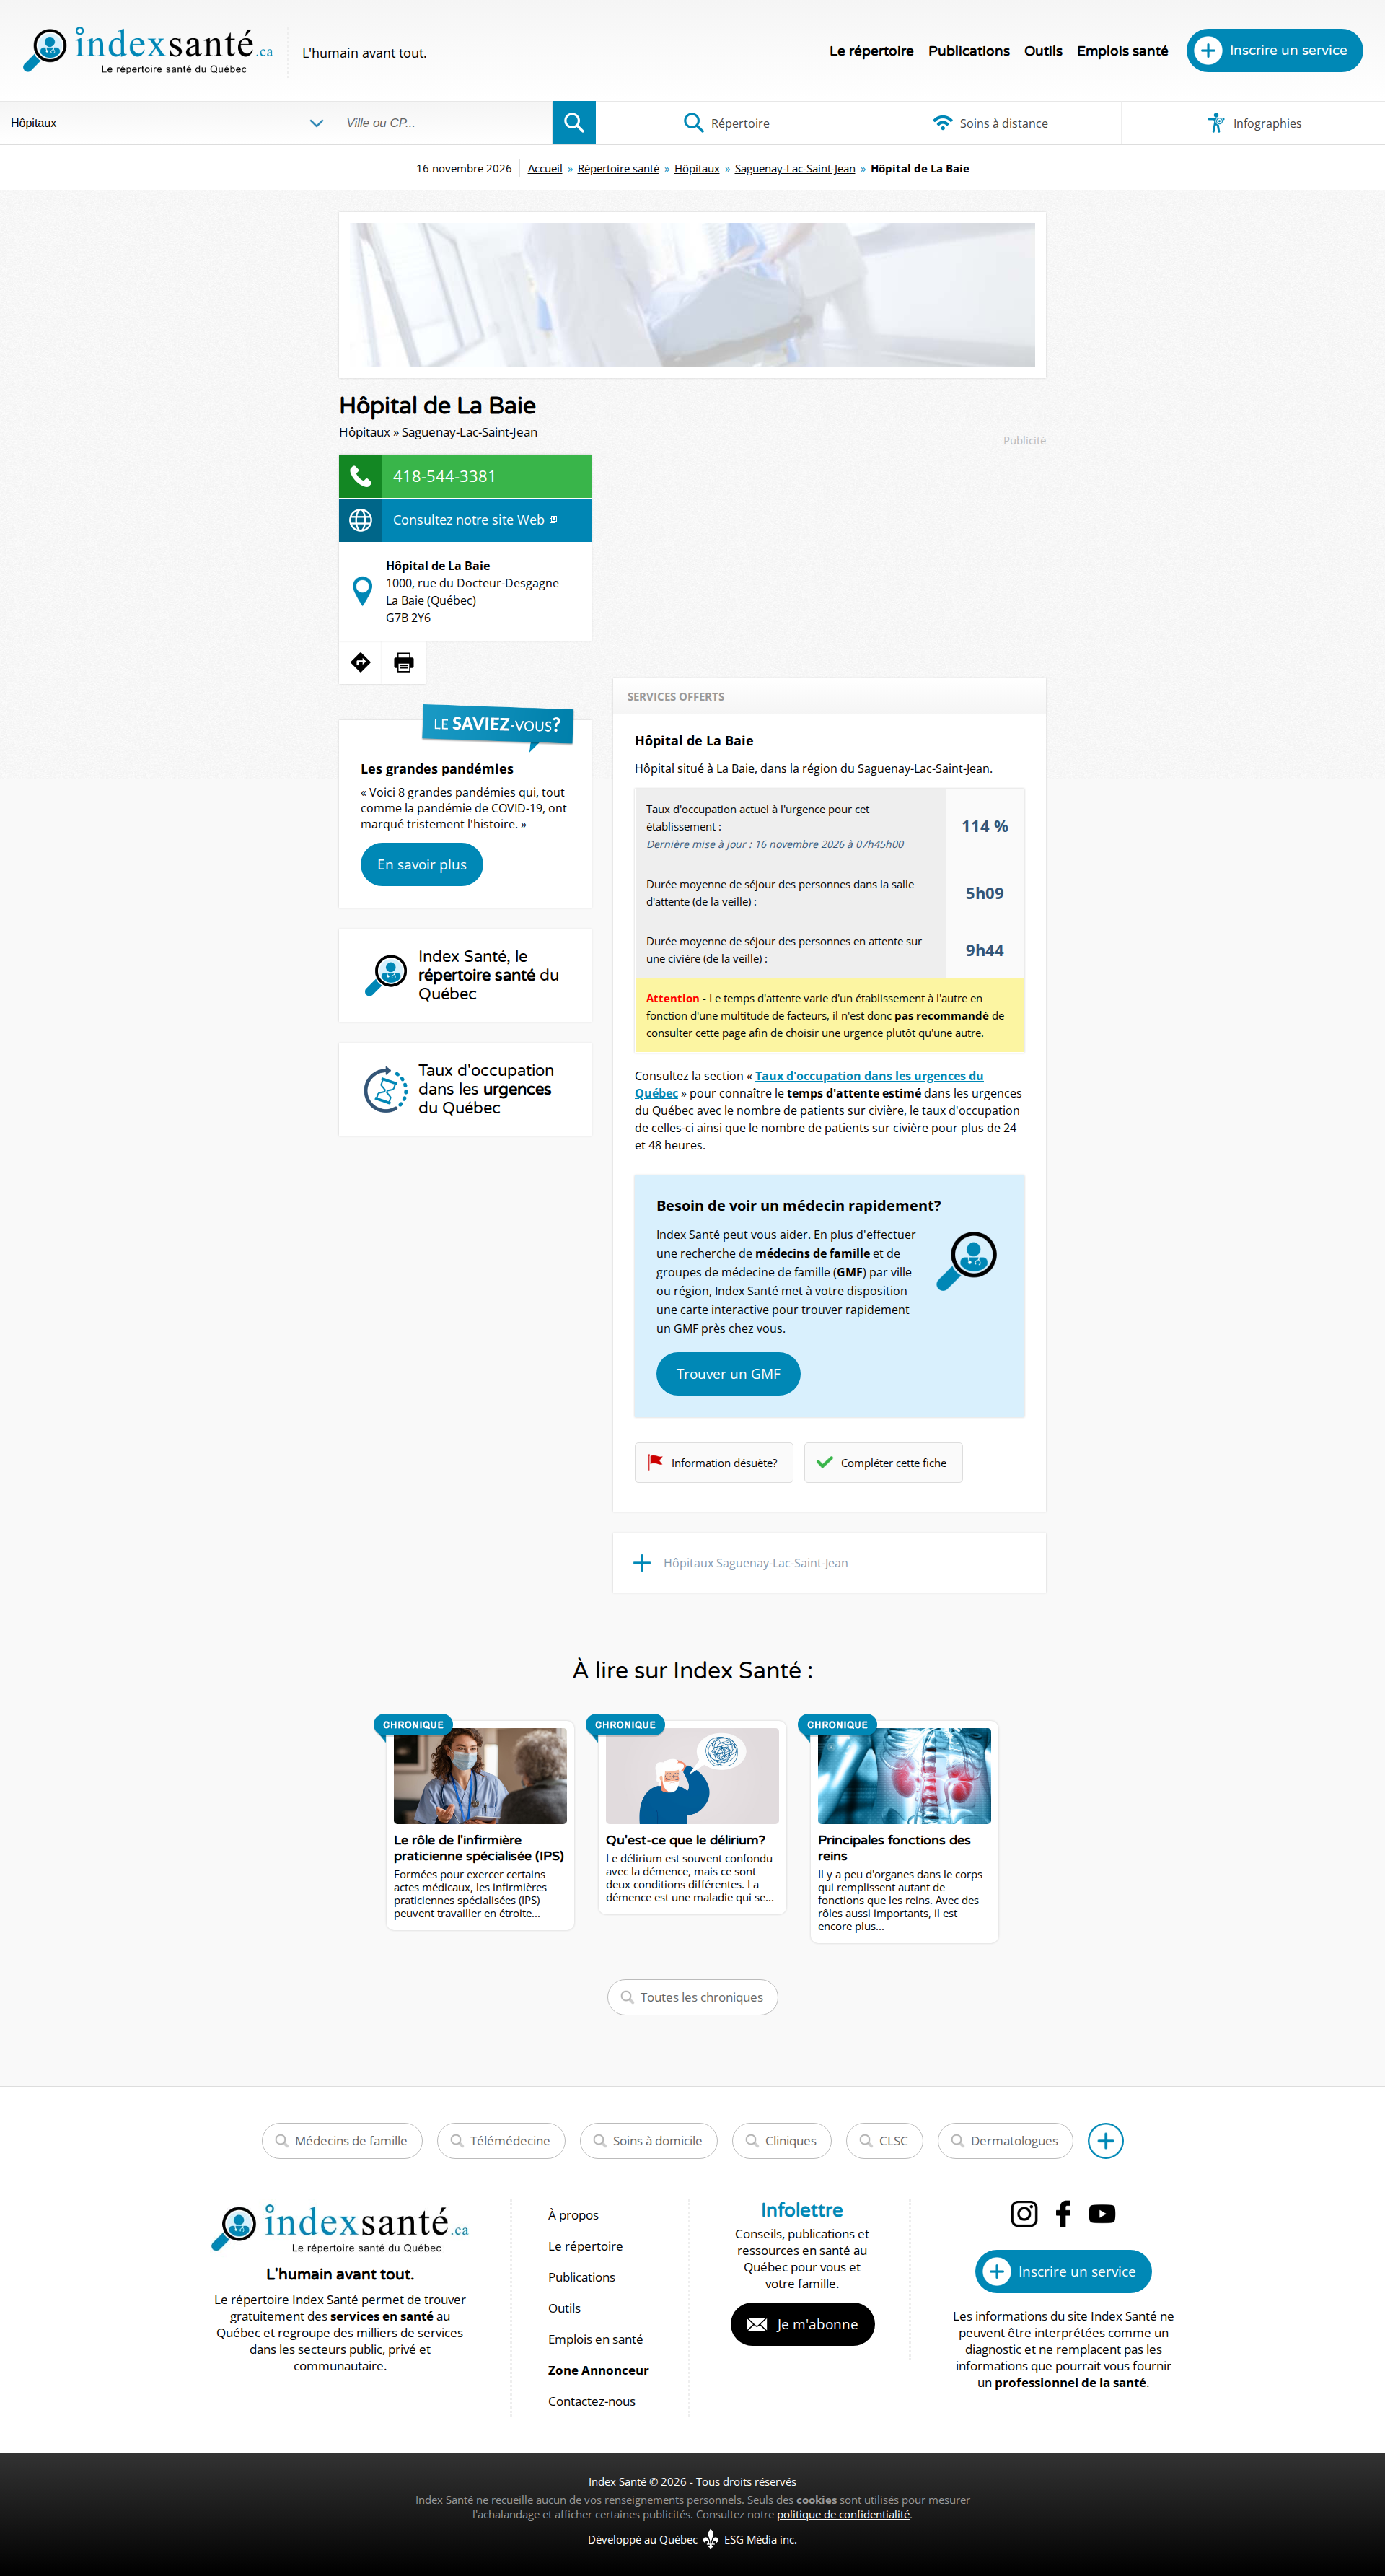 indexsanté.ca
Le répertoire santé du Québec
L'humain avant tout.
Le répertoire
Publications
Outils
Emplois santé
Inscrire un service
Hôpitaux
Ville ou CP...
Répertoire
Soins à distance
Infographies
16 novembre 2026
Accueil » Répertoire santé » Hôpitaux » Saguenay-Lac-Saint-Jean » Hôpital de La Baie
Hôpital de La Baie
Hôpitaux » Saguenay-Lac-Saint-Jean
Publicité
418-544-3381
Consultez notre site Web
Hôpital de La Baie
1000, rue du Docteur-Desgagne
La Baie (Québec)
G7B 2Y6
LE SAVIEZ-VOUS?
Les grandes pandémies
« Voici 8 grandes pandémies qui, tout
comme la pandémie de COVID-19, ont
marqué tristement l'histoire. »
En savoir plus
Index Santé, le
répertoire santé du
Québec
Taux d'occupation
dans les urgences
du Québec
SERVICES OFFERTS
Hôpital de La Baie
Hôpital situé à La Baie, dans la région du Saguenay-Lac-Saint-Jean.
Taux d'occupation actuel à l'urgence pour cet
établissement :
Dernière mise à jour : 16 novembre 2026 à 07h45h00
114 %
Durée moyenne de séjour des personnes dans la salle
d'attente (de la veille) :
5h09
Durée moyenne de séjour des personnes en attente sur
une civière (de la veille) :
9h44
Attention - Le temps d'attente varie d'un établissement à l'autre en
fonction d'une multitude de facteurs, il n'est donc pas recommandé de
consulter cette page afin de choisir une urgence plutôt qu'une autre.
Consultez la section « Taux d'occupation dans les urgences du
Québec » pour connaître le temps d'attente estimé dans les urgences
du Québec avec le nombre de patients sur civière, le taux d'occupation
de celles-ci ainsi que le nombre de patients sur civière pour plus de 24
et 48 heures.
Besoin de voir un médecin rapidement?
Index Santé peut vous aider. En plus d'effectuer
une recherche de médecins de famille et de
groupes de médecine de famille (GMF) par ville
ou région, Index Santé met à votre disposition
une carte interactive pour trouver rapidement
un GMF près chez vous.
Trouver un GMF
Information désuète?
Compléter cette fiche
Hôpitaux Saguenay-Lac-Saint-Jean
À lire sur Index Santé :
CHRONIQUE
Le rôle de l'infirmière
praticienne spécialisée (IPS)
Formées pour exercer certains
actes médicaux, les infirmières
praticiennes spécialisées (IPS)
peuvent travailler en étroite...
CHRONIQUE
Qu'est-ce que le délirium?
Le délirium est souvent confondu
avec la démence, mais ce sont
deux conditions différentes. La
démence est une maladie qui se...
CHRONIQUE
Principales fonctions des
reins
Il y a peu d'organes dans le corps
qui remplissent autant de
fonctions que les reins. Avec des
rôles aussi importants, il est
encore plus...
Toutes les chroniques
Médecins de famille
Télémédecine
Soins à domicile
Cliniques
CLSC
Dermatologues
indexsanté.ca
Le répertoire santé du Québec
L'humain avant tout.
Le répertoire Index Santé permet de trouver
gratuitement des services en santé au
Québec et regroupe des milliers de services
dans les secteurs public, privé et
communautaire.
À propos
Le répertoire
Publications
Outils
Emplois en santé
Zone Annonceur
Contactez-nous
Infolettre
Conseils, publications et
ressources en santé au
Québec pour vous et
votre famille.
Je m'abonne
Inscrire un service
Les informations du site Index Santé ne
peuvent être interprétées comme un
diagnostic et ne remplacent pas les
informations que pourrait vous fournir
un professionnel de la santé.
Index Santé © 2026 - Tous droits réservés
Index Santé ne recueille aucun de vos renseignements personnels. Seuls des cookies sont utilisés pour mesurer
l'achalandage et afficher certaines publicités. Consultez notre politique de confidentialité.
Développé au Québec ESG Média inc.